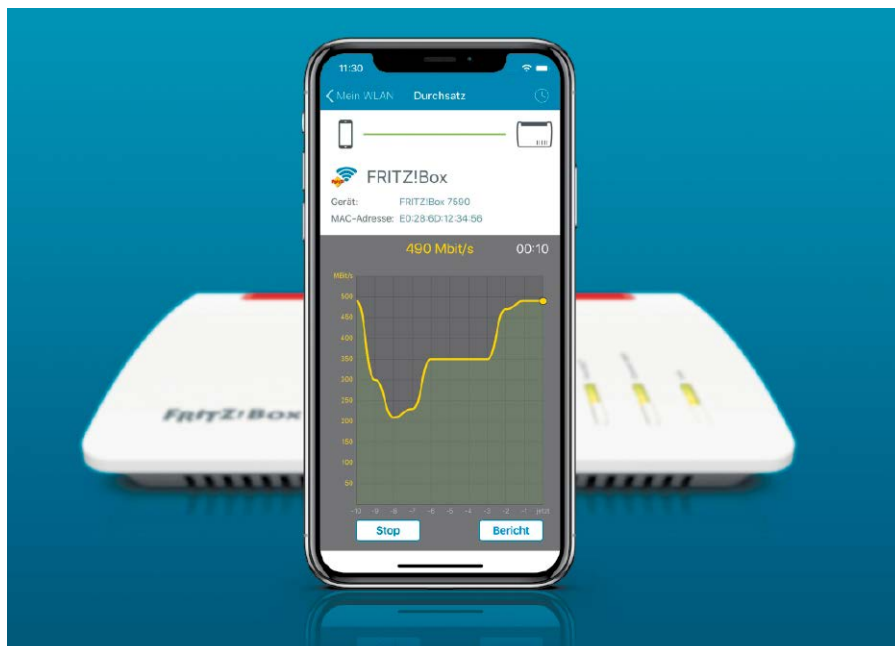 11:30
Mein WLAN Durchsatz
FRITZ!Box
Gerät: FRITZ!Box 7590
MAC-Adresse: E0:28:6D:12:34:56
490 Mbit/s 00:10
MBit/s
500
450
400
350
300
250
200
150
100
50
-10 -9 -8 -7 -6 -5 -4 -3 -2 -1 jetzt
Stop Bericht
FRITZ!Box